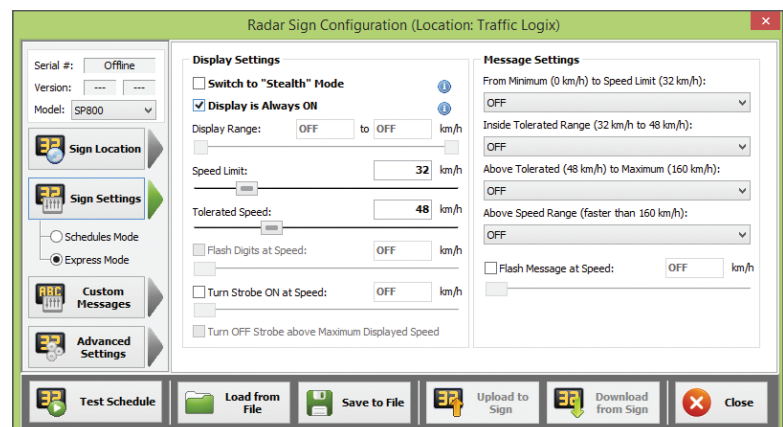 Radar Sign Configuration (Location: Traffic Logix)
Serial #: Offline
Version: --- ---
Model: SP800
Sign Location
Sign Settings
Schedules Mode
Express Mode
Custom
Messages
Advanced
Settings
Display Settings
Switch to "Stealth" Mode
Display is Always ON
Display Range: OFF to OFF km/h
Speed Limit: 32 km/h
Tolerated Speed: 48 km/h
Flash Digits at Speed: OFF km/h
Turn Strobe ON at Speed: OFF km/h
Turn OFF Strobe above Maximum Displayed Speed
Message Settings
From Minimum (0 km/h) to Speed Limit (32 km/h):
OFF
Inside Tolerated Range (32 km/h to 48 km/h):
OFF
Above Tolerated (48 km/h) to Maximum (160 km/h):
OFF
Above Speed Range (faster than 160 km/h):
OFF
Flash Message at Speed: OFF km/h
Test Schedule
Load from
File
Save to File
Upload to
Sign
Download
from Sign
Close